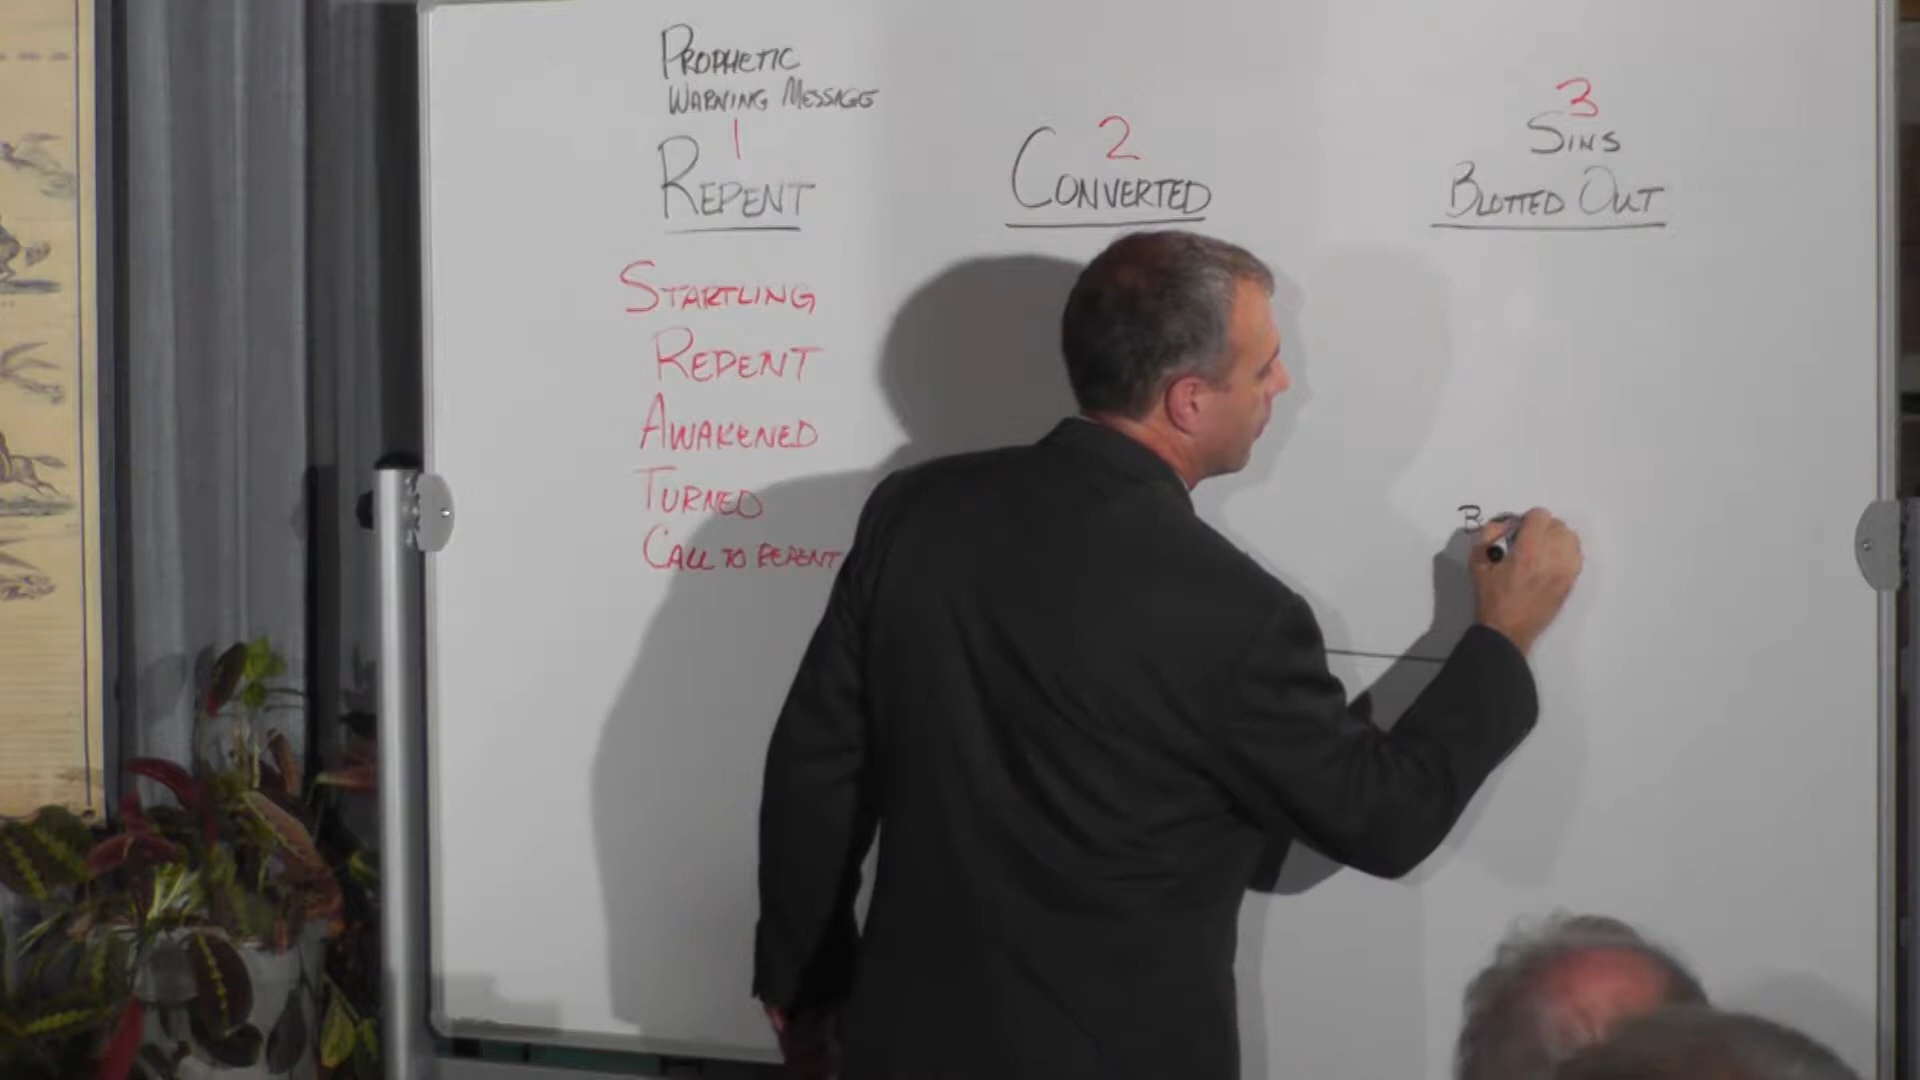 PROPHETIC
WARNING MESSAGE
1
REPENT
STARTLING
REPENT
AWAKENED
TURNED
CALL TO REPENT
2
CONVERTED
3
SINS
BLOTTED OUT
B